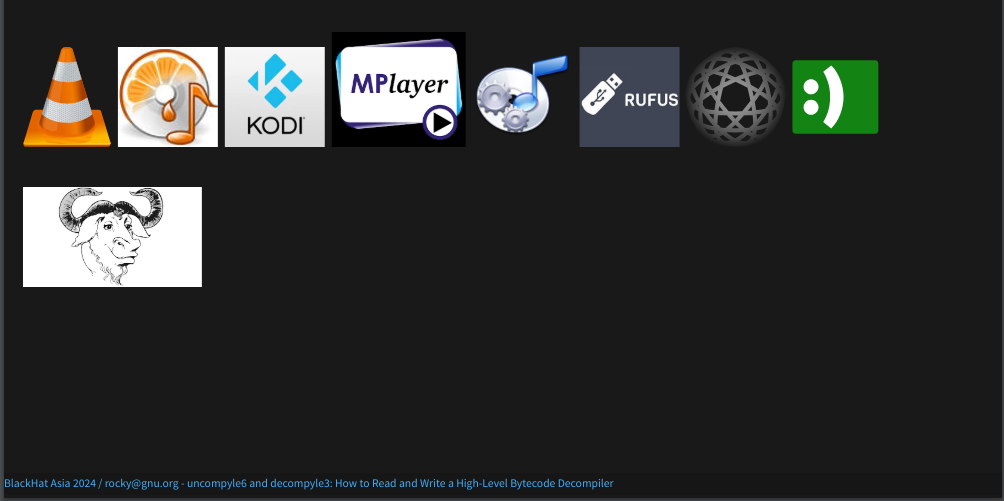 KODI
MPlayer
RUFUS
BlackHat Asia 2024 / rocky@gnu.org - uncompyle6 and decompyle3: How to Read and Write a High-Level Bytecode Decompiler